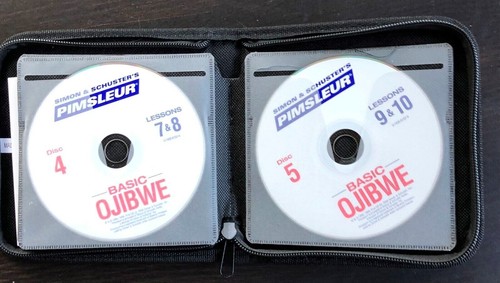 SIMON & SCHUSTER'S
PIMSLEUR
LESSONS
7&8
Disc
4
BASIC
OJIBWE
SIMON & SCHUSTER'S
PIMSLEUR
LESSONS
9&10
Disc
5
BASIC
OJIBWE